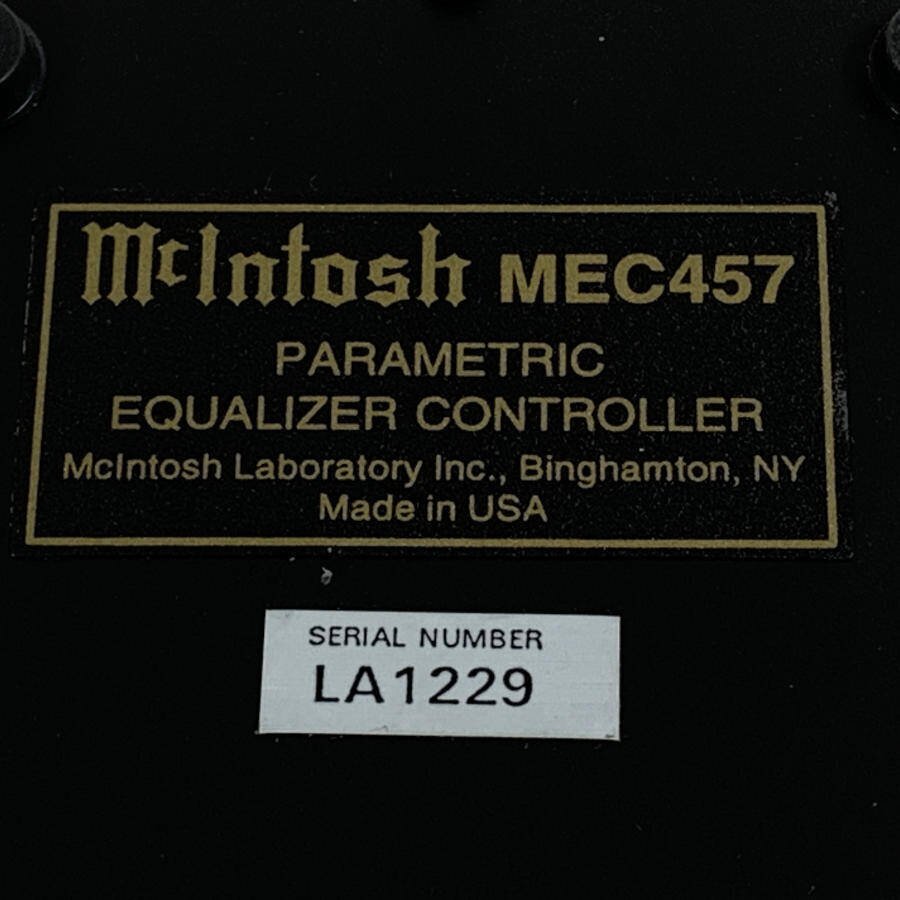 McIntosh MEC457
PARAMETRIC
EQUALIZER CONTROLLER
McIntosh Laboratory Inc., Binghamton, NY
Made in USA
SERIAL NUMBER
LA1229